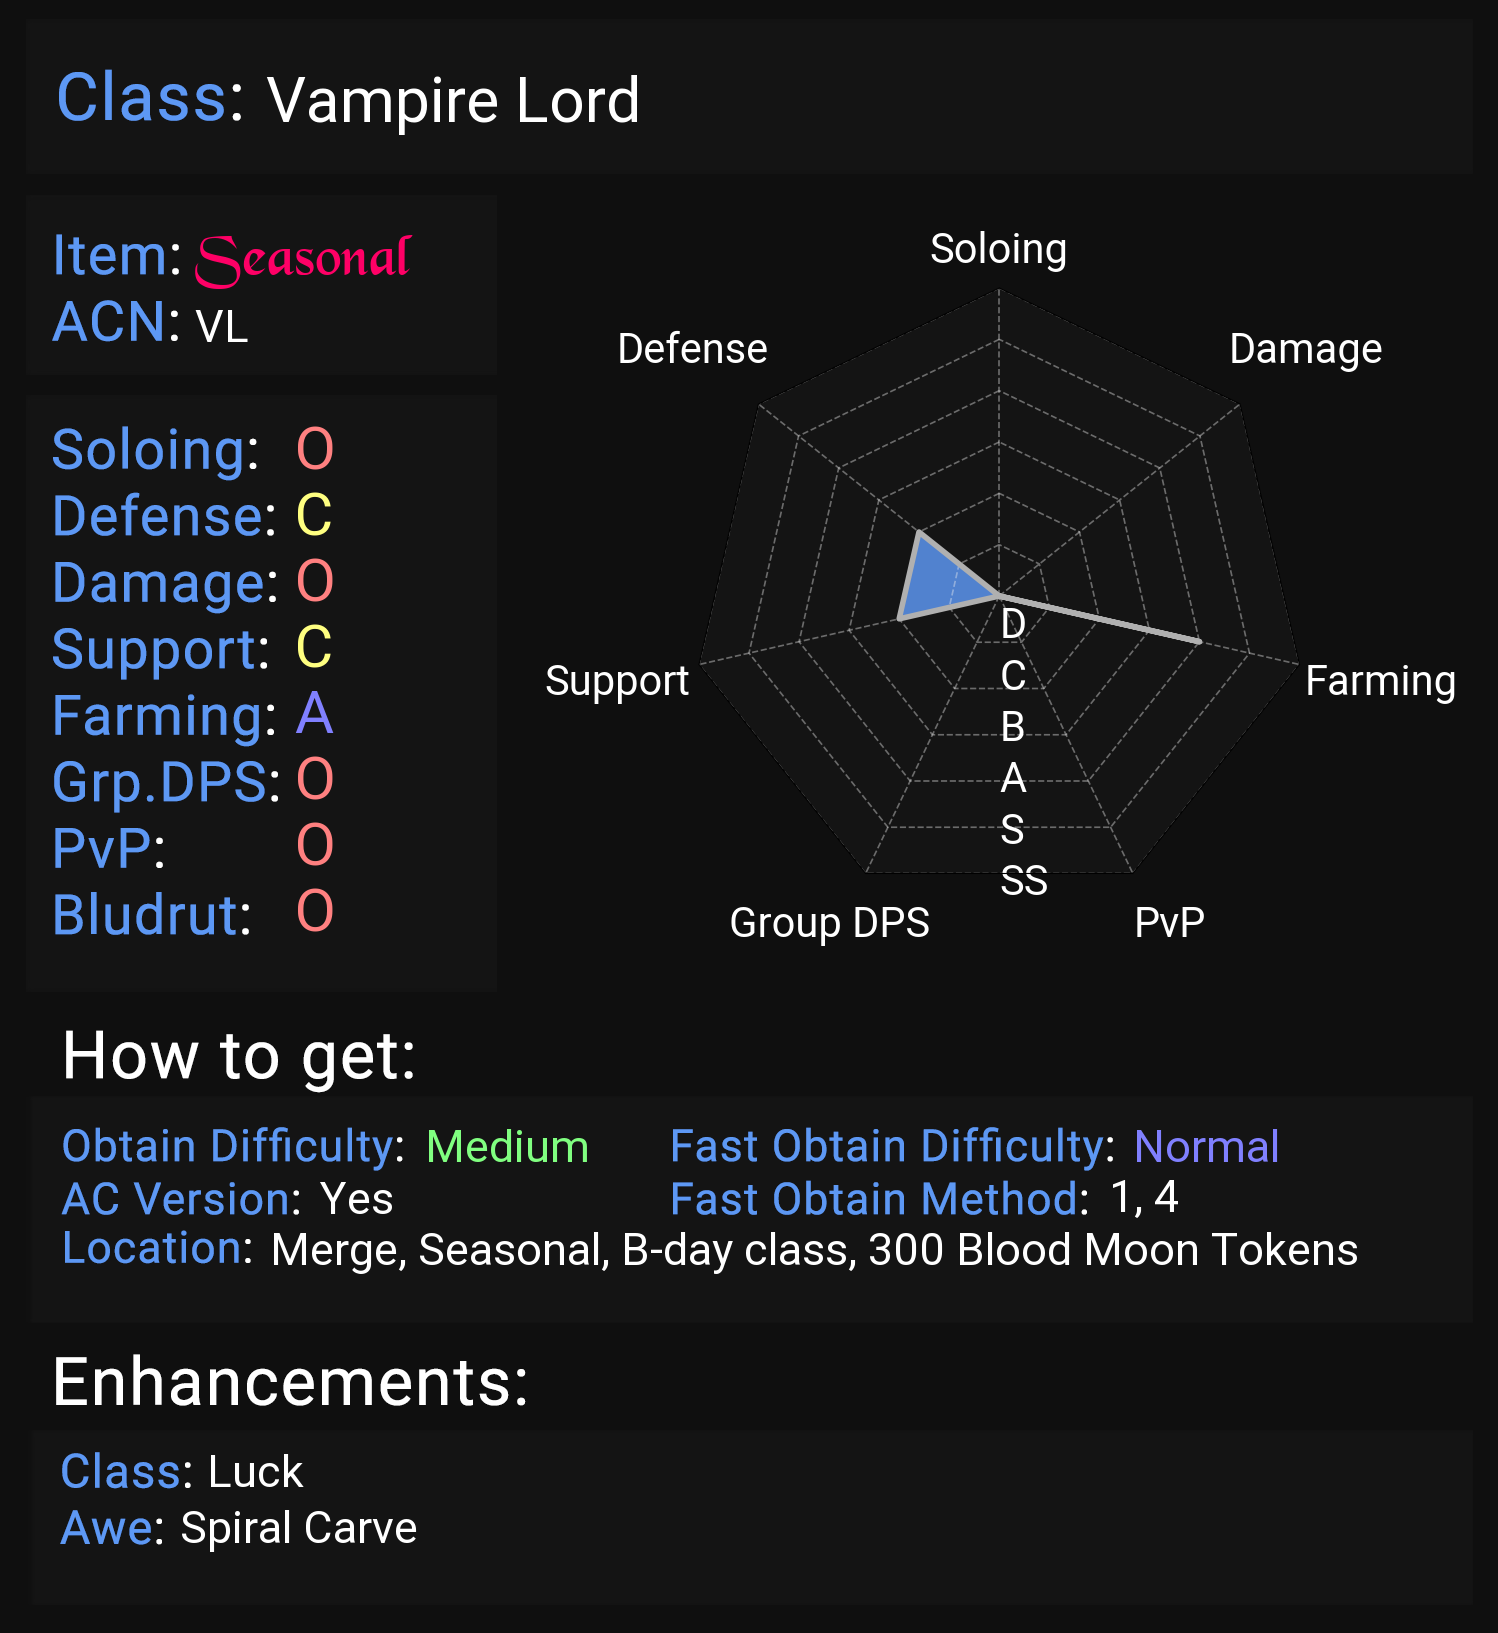 Class: Vampire Lord
Item: Seasonal
ACN: VL
Soloing: O
Defense: C
Damage: O
Support: C
Farming: A
Grp.DPS: O
PvP: O
Bludrut: O
Soloing
Defense
Damage
Support
Farming
Group DPS
PvP
D
C
B
A
S
SS
How to get:
Obtain Difficulty: Medium
Fast Obtain Difficulty: Normal
AC Version: Yes
Fast Obtain Method: 1, 4
Location: Merge, Seasonal, B-day class, 300 Blood Moon Tokens
Enhancements:
Class: Luck
Awe: Spiral Carve